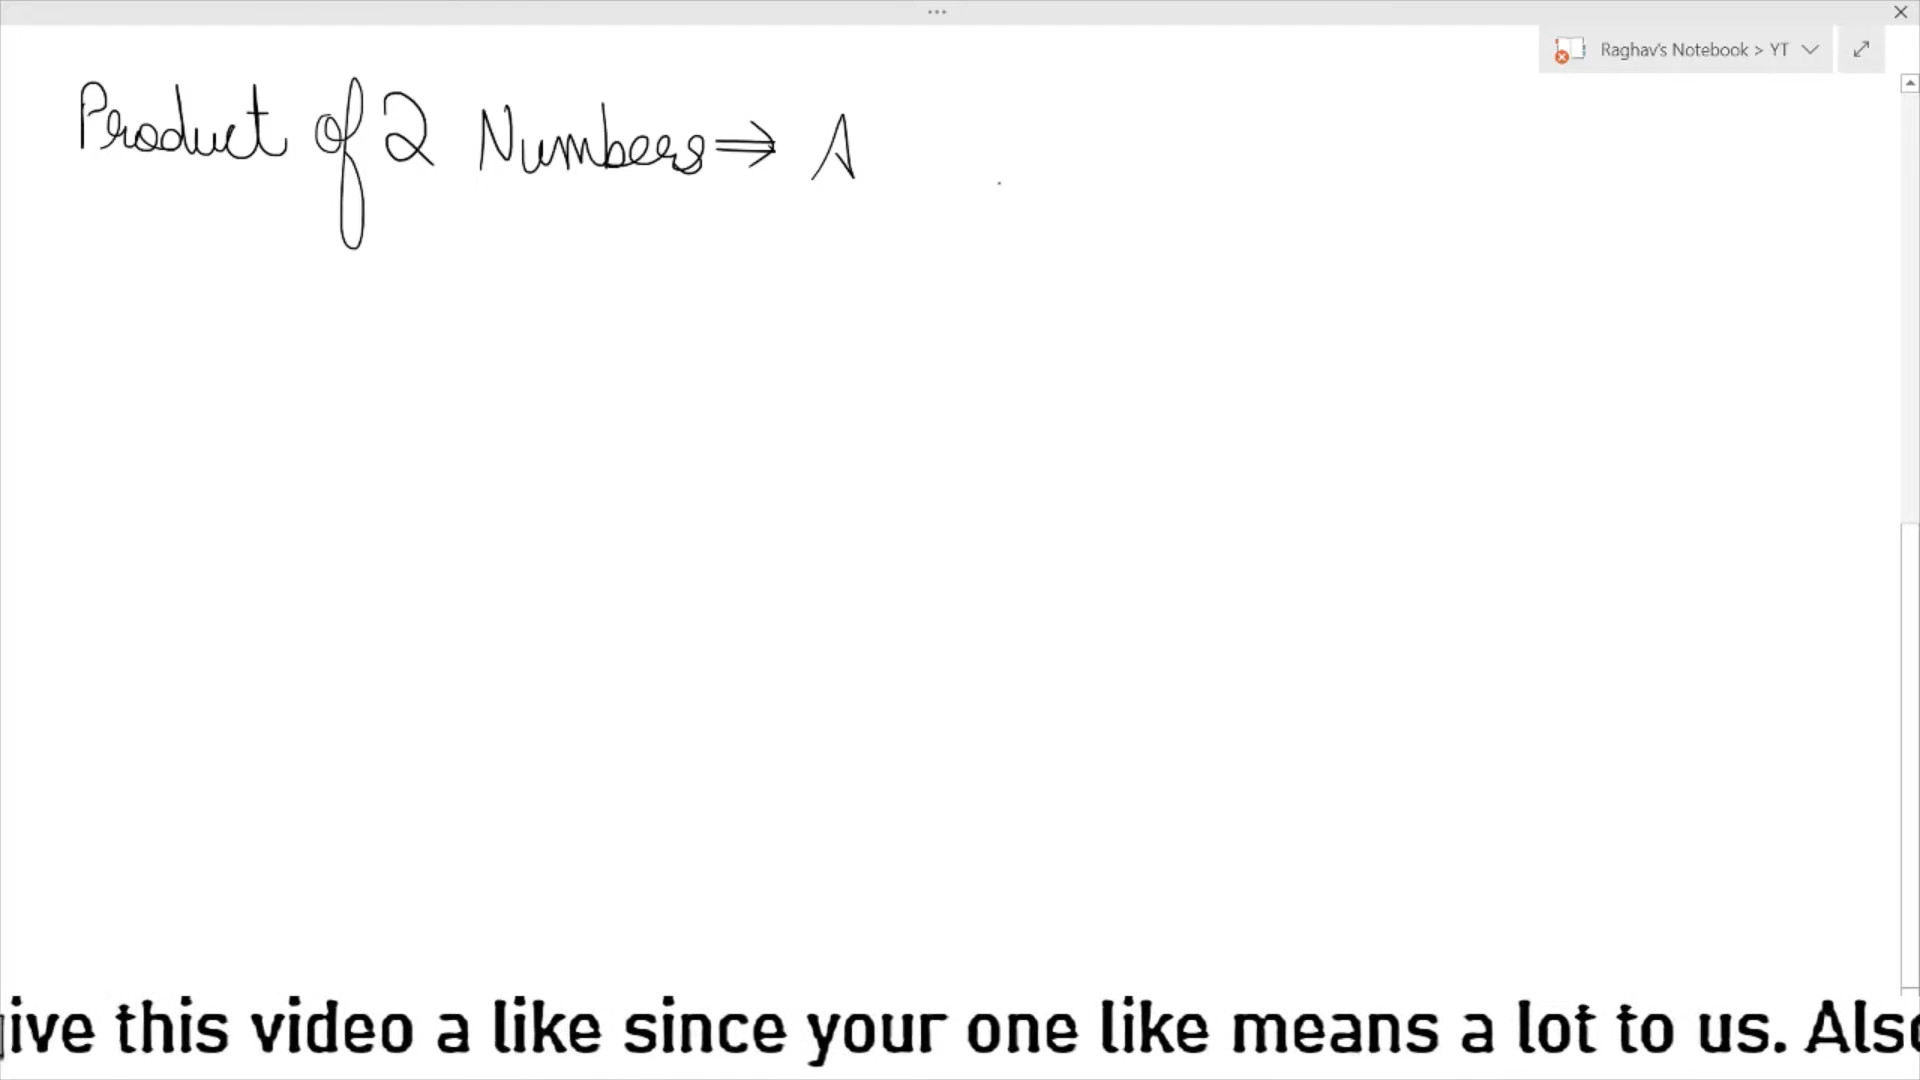 Raghav's Notebook > YT
Product of 2 Numbers ⇒ A
give this video a like since your one like means a lot to us. Also